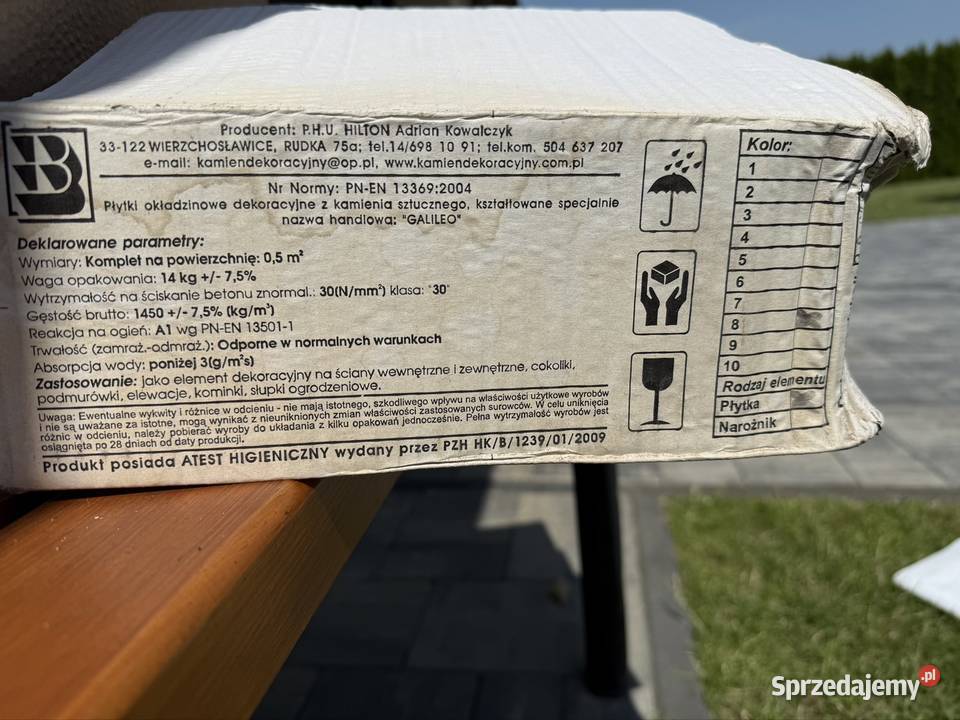 Producent: P.H.U. HILTON Adrian Kowalczyk
33-122 WIERZCHOSŁAWICE, RUDKA 75a; tel.14/698 10 91; tel.kom. 504 637 207
e-mail: kamiendekoracyjny@op.pl, www.kamiendekoracyjny.com.pl
Nr Normy: PN-EN 13369:2004
Płytki okładzinowe dekoracyjne z kamienia sztucznego, kształtowane specjalnie
nazwa handlowa: "GALILEO"
Deklarowane parametry:
Wymiary: Komplet na powierzchnię: 0,5 m²
Waga opakowania: 14 kg +/- 7,5%
Wytrzymałość na ściskanie betonu znormal.: 30(N/mm²) klasa: "30"
Gęstość brutto: 1450 +/- 7,5% (kg/m³)
Reakcja na ogień: A1 wg PN-EN 13501-1
Trwałość (zamraż.-odmraż.): Odporne w normalnych warunkach
Absorpcja wody: poniżej 3(g/m²s)
Zastosowanie: jako element dekoracyjny na ściany wewnętrzne i zewnętrzne, cokoliki,
podmurówki, elewacje, kominki, słupki ogrodzeniowe.
Uwaga: Ewentualne wykwity i różnice w odcieniu - nie mają istotnego, szkodliwego wpływu na właściwości użytkowe wyrobów
i nie są uważane za istotne, mogą wynikać z nieuniknionych zmian właściwości zastosowanych surowców. W celu uniknięcia
różnic w odcieniu, należy pobierać wyroby do układania z kilku opakowań jednocześnie. Pełna wytrzymałość wyrobów jest
osiągnięta po 28 dniach od daty produkcji.
Produkt posiada ATEST HIGIENICZNY wydany przez PZH HK/B/1239/01/2009
Kolor:
1
2
3
4
5
6
7
8
9
10
Rodzaj elementu
Płytka
Narożnik
Sprzedajemy.pl